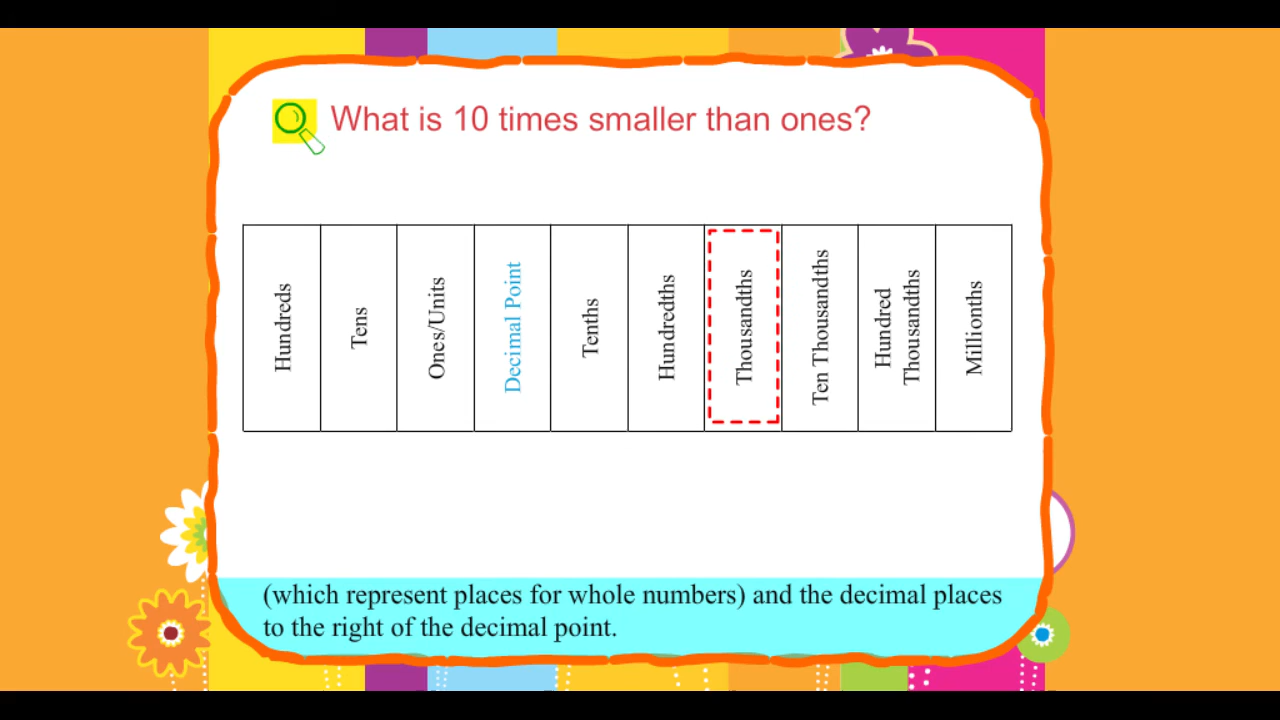 What is 10 times smaller than ones?
Hundreds
Tens
Ones/Units
Decimal Point
Tenths
Hundredths
Thousandths
Ten Thousandths
Hundred
Thousandths
Millionths
(which represent places for whole numbers) and the decimal places
to the right of the decimal point.